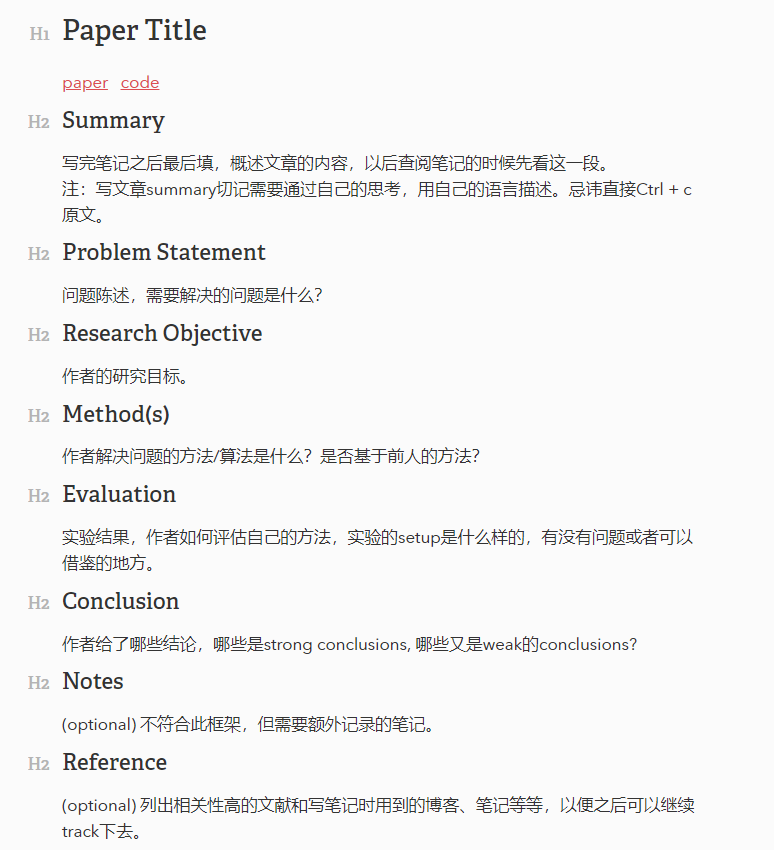 H1 Paper Title
paper code
H2 Summary
写完笔记之后最后填，概述文章的内容，以后查阅笔记的时候先看这一段。
注：写文章summary切记需要通过自己的思考，用自己的语言描述。忌讳直接Ctrl + c
原文。
H2 Problem Statement
问题陈述，需要解决的问题是什么？
H2 Research Objective
作者的研究目标。
H2 Method(s)
作者解决问题的方法/算法是什么？是否基于前人的方法？
H2 Evaluation
实验结果，作者如何评估自己的方法，实验的setup是什么样的，有没有问题或者可以
借鉴的地方。
H2 Conclusion
作者给了哪些结论，哪些是strong conclusions, 哪些又是weak的conclusions?
H2 Notes
(optional) 不符合此框架，但需要额外记录的笔记。
H2 Reference
(optional) 列出相关性高的文献和写笔记时用到的博客、笔记等等，以便之后可以继续
track下去。